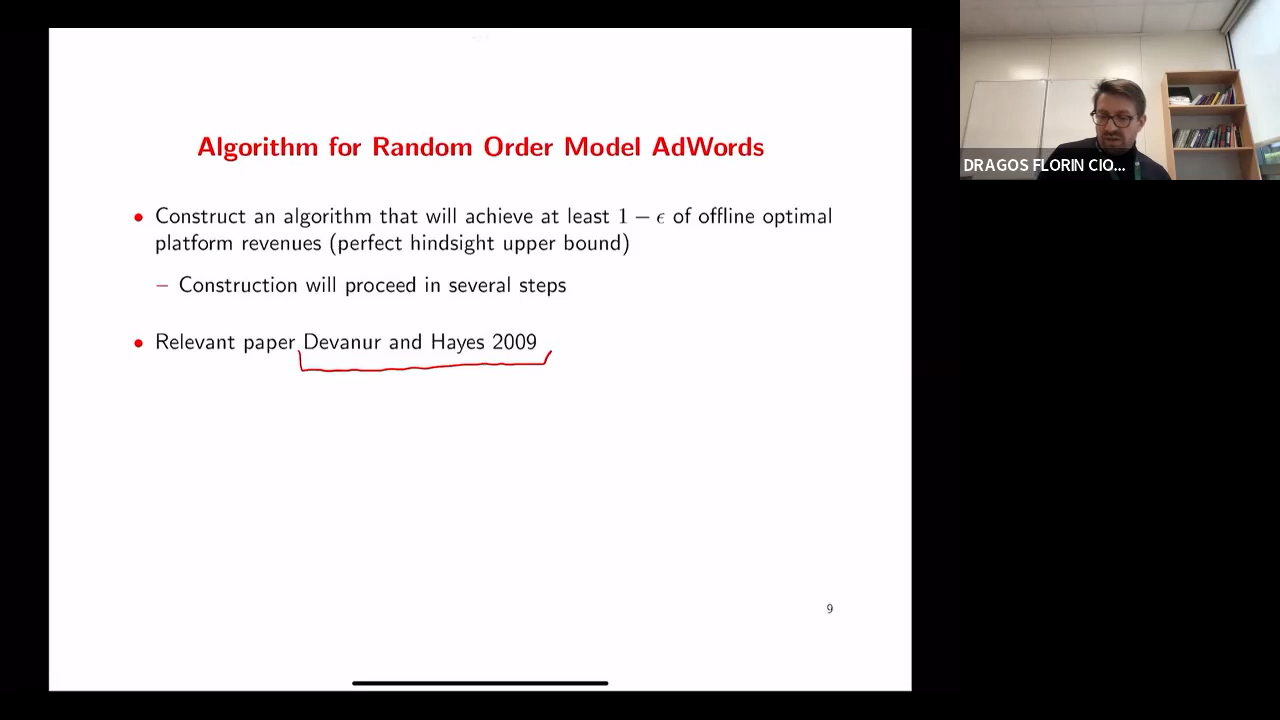 Algorithm for Random Order Model AdWords
• Construct an algorithm that will achieve at least 1 − ϵ of offline optimal
platform revenues (perfect hindsight upper bound)
– Construction will proceed in several steps
• Relevant paper Devanur and Hayes 2009
9
DRAGOS FLORIN CIO...